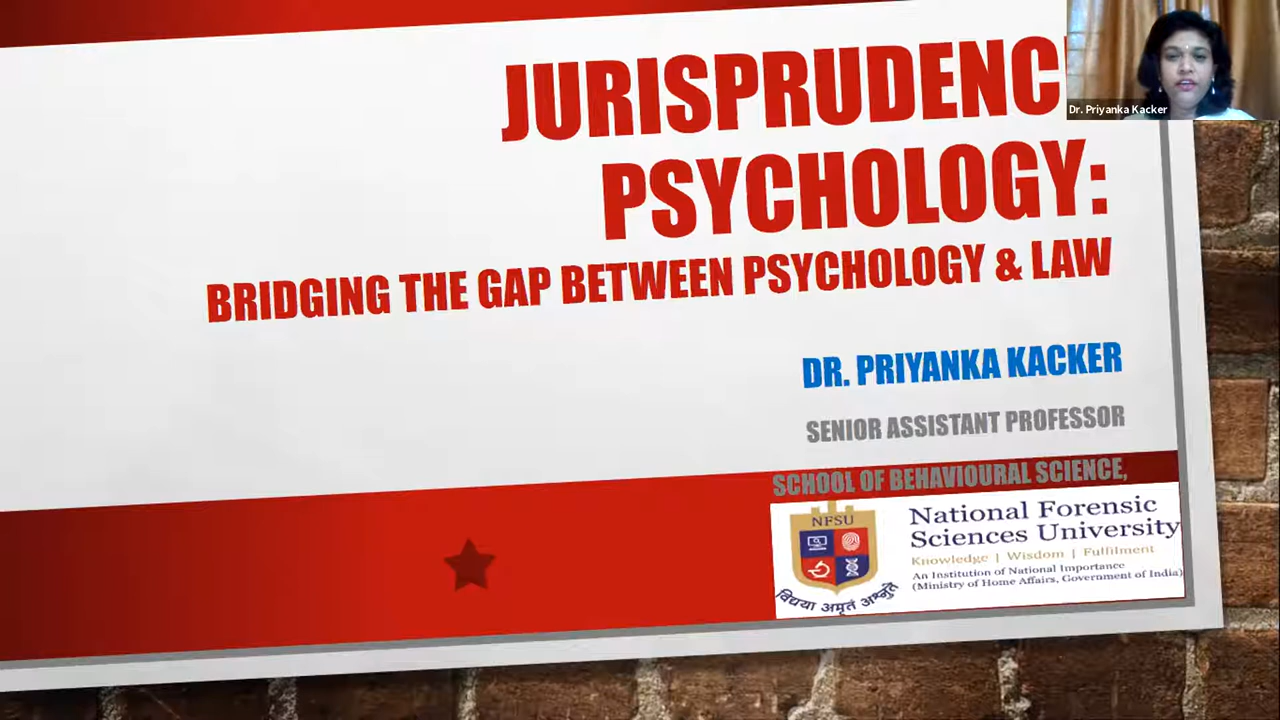 JURISPRUDENC
PSYCHOLOGY:
BRIDGING THE GAP BETWEEN PSYCHOLOGY & LAW
Dr. Priyanka Kacker
DR. PRIYANKA KACKER
SENIOR ASSISTANT PROFESSOR
SCHOOL OF BEHAVIOURAL SCIENCE,
NFSU
विद्यया अमृतं अश्नुते
National Forensic
Sciences University
Knowledge | Wisdom | Fulfilment
An Institution of National Importance
(Ministry of Home Affairs, Government of India)